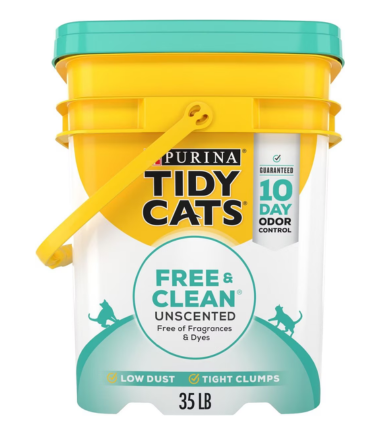 PURINA®
TIDY
CATS®
GUARANTEED
10
DAY
ODOR
CONTROL
FREE &
CLEAN®
UNSCENTED
Free of Fragrances
& Dyes
LOW DUST
TIGHT CLUMPS
35 LB